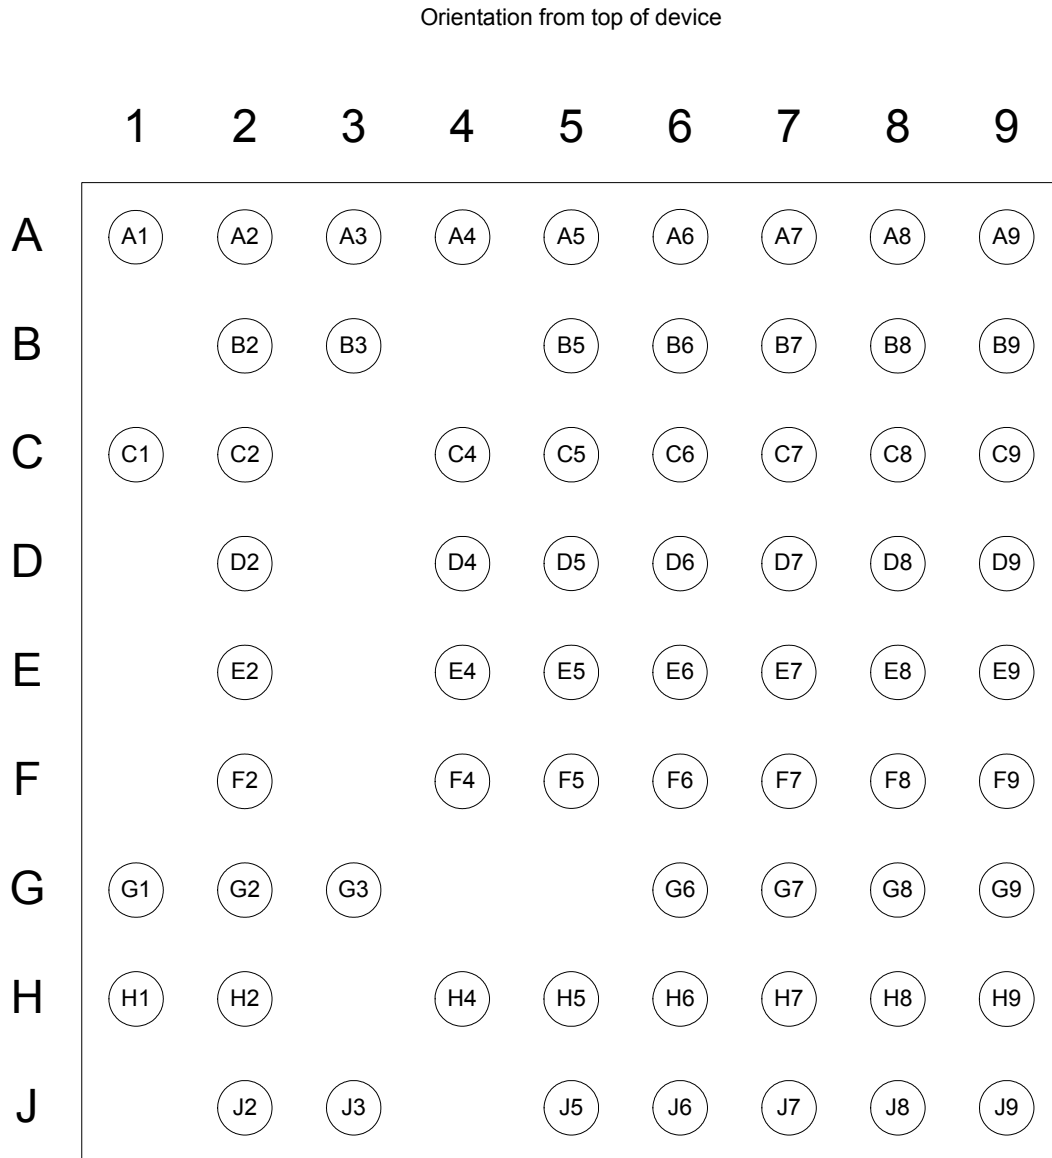 Orientation from top of device
1 2 3 4 5 6 7 8 9
A A1 A2 A3 A4 A5 A6 A7 A8 A9
B B2 B3 B5 B6 B7 B8 B9
C C1 C2 C4 C5 C6 C7 C8 C9
D D2 D4 D5 D6 D7 D8 D9
E E2 E4 E5 E6 E7 E8 E9
F F2 F4 F5 F6 F7 F8 F9
G G1 G2 G3 G6 G7 G8 G9
H H1 H2 H4 H5 H6 H7 H8 H9
J J2 J3 J5 J6 J7 J8 J9